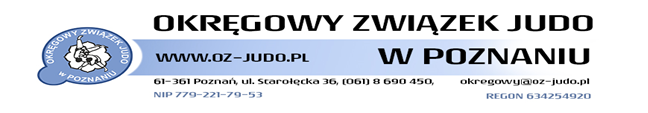 OKRĘGOWY ZWIĄZEK JUDO
OKRĘGOWY ZWIĄZEK JUDO
W POZNANIU
WWW.OZ-JUDO.PL
W POZNANIU
61-361 Poznań, ul. Starołęcka 36, (061) 8 690 450, okregowy@oz-judo.pl
NIP 779-221-79-53
REGON 634254920